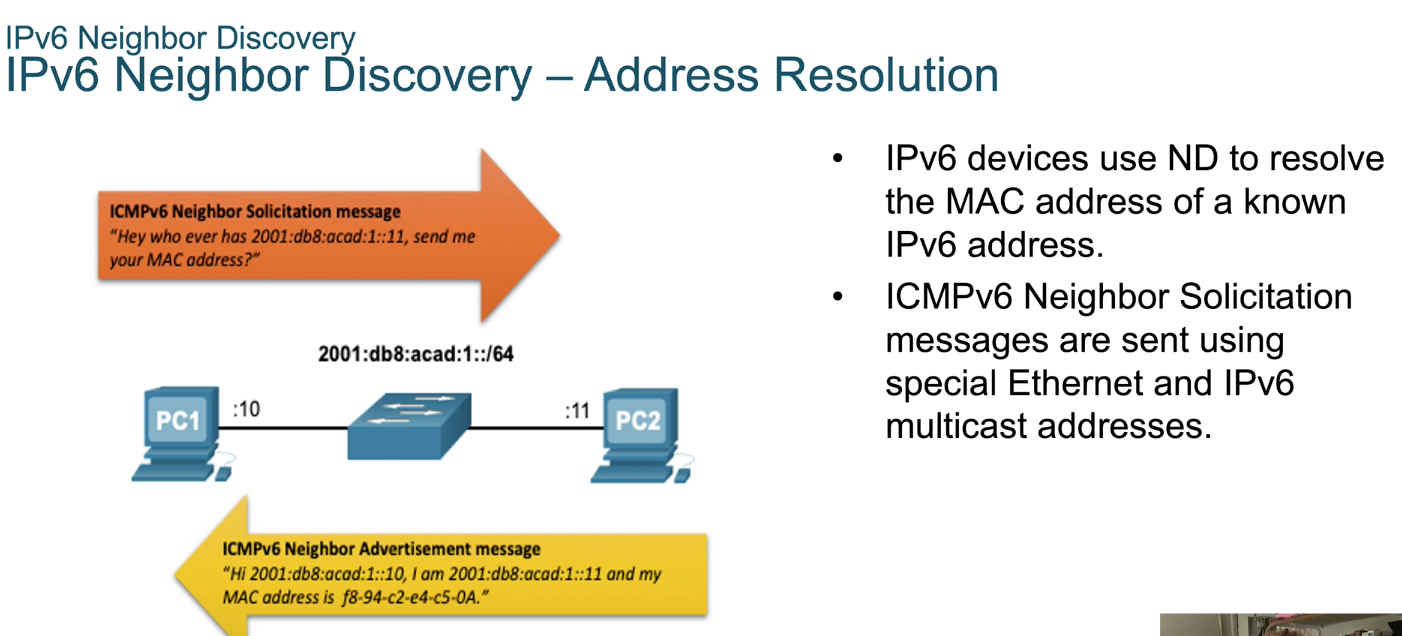 IPv6 Neighbor Discovery
IPv6 Neighbor Discovery – Address Resolution
ICMPv6 Neighbor Solicitation message
"Hey who ever has 2001:db8:acad:1::11, send me
your MAC address?"
2001:db8:acad:1::/64
PC1
:10
:11
PC2
ICMPv6 Neighbor Advertisement message
"Hi 2001:db8:acad:1::10, I am 2001:db8:acad:1::11 and my
MAC address is f8-94-c2-e4-c5-0A."
• IPv6 devices use ND to resolve
the MAC address of a known
IPv6 address.
• ICMPv6 Neighbor Solicitation
messages are sent using
special Ethernet and IPv6
multicast addresses.